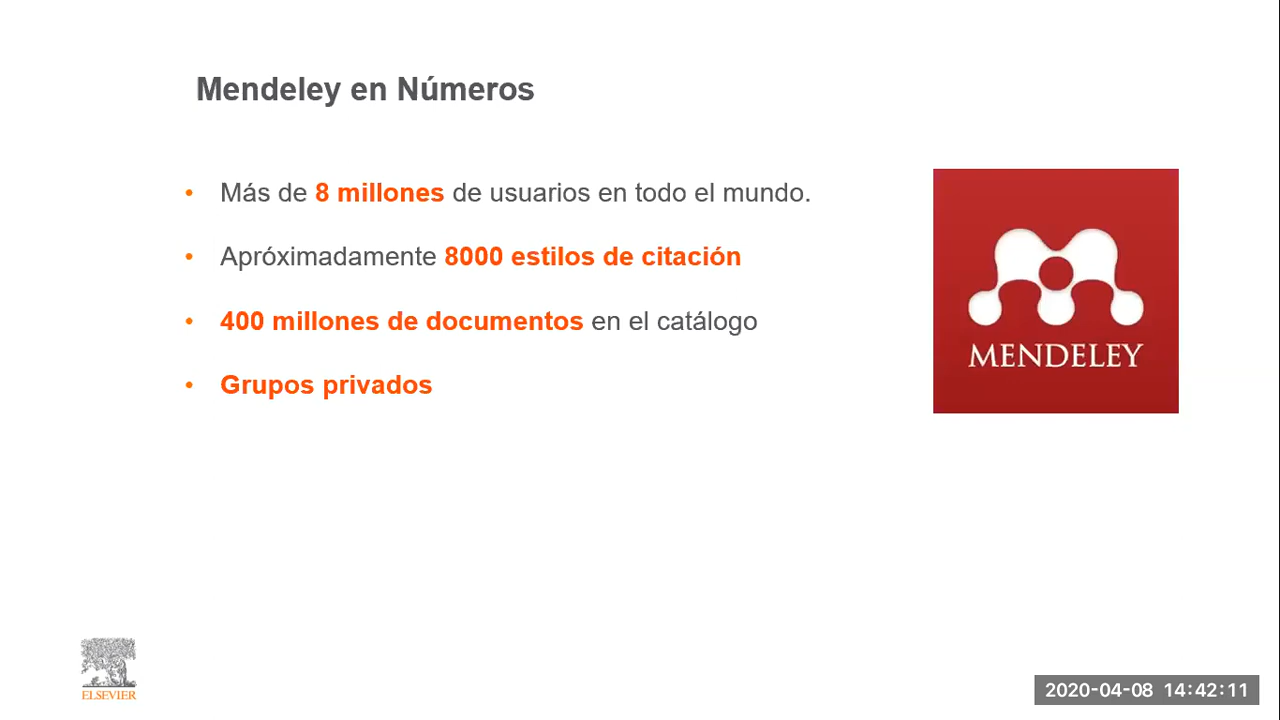 Mendeley en Números
• Más de 8 millones de usuarios en todo el mundo.
• Apróximadamente 8000 estilos de citación
• 400 millones de documentos en el catálogo
• Grupos privados
MENDELEY
ELSEVIER
2020-04-08 14:42:11